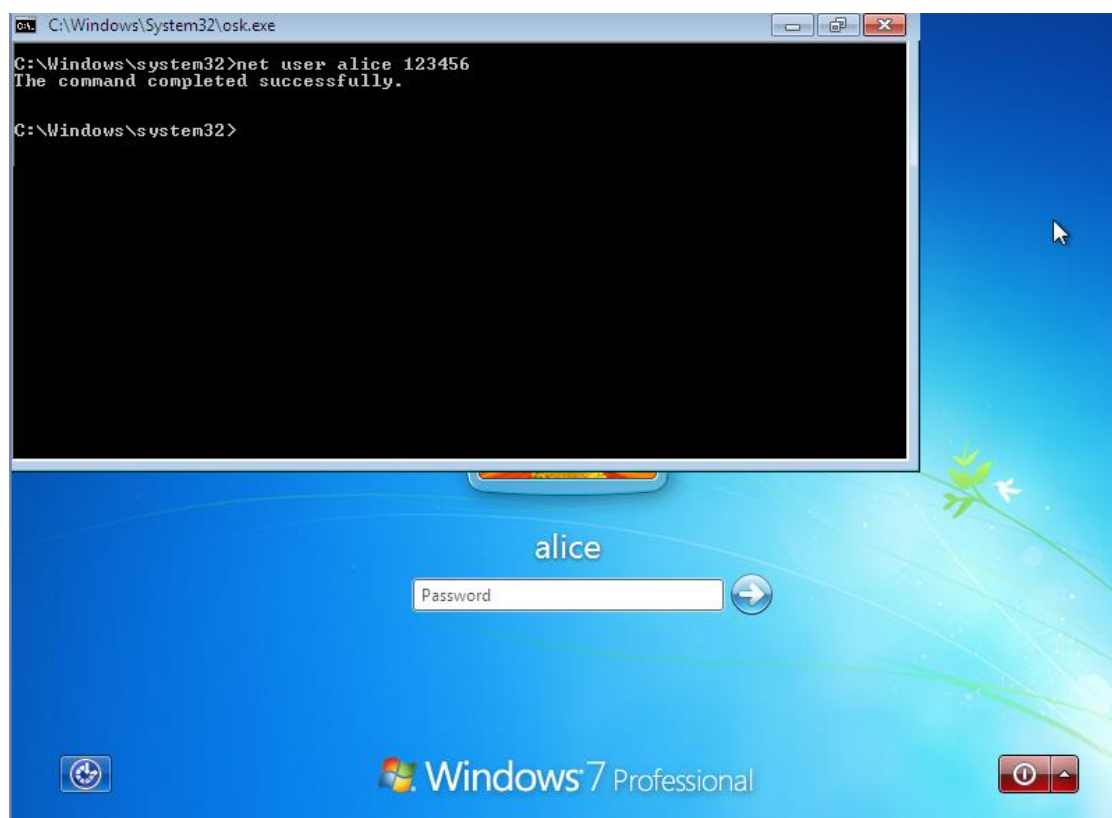 C:\Windows\System32\osk.exe
C:\Windows\system32>net user alice 123456
The command completed successfully.
C:\Windows\system32>
alice
Password
Windows 7 Professional